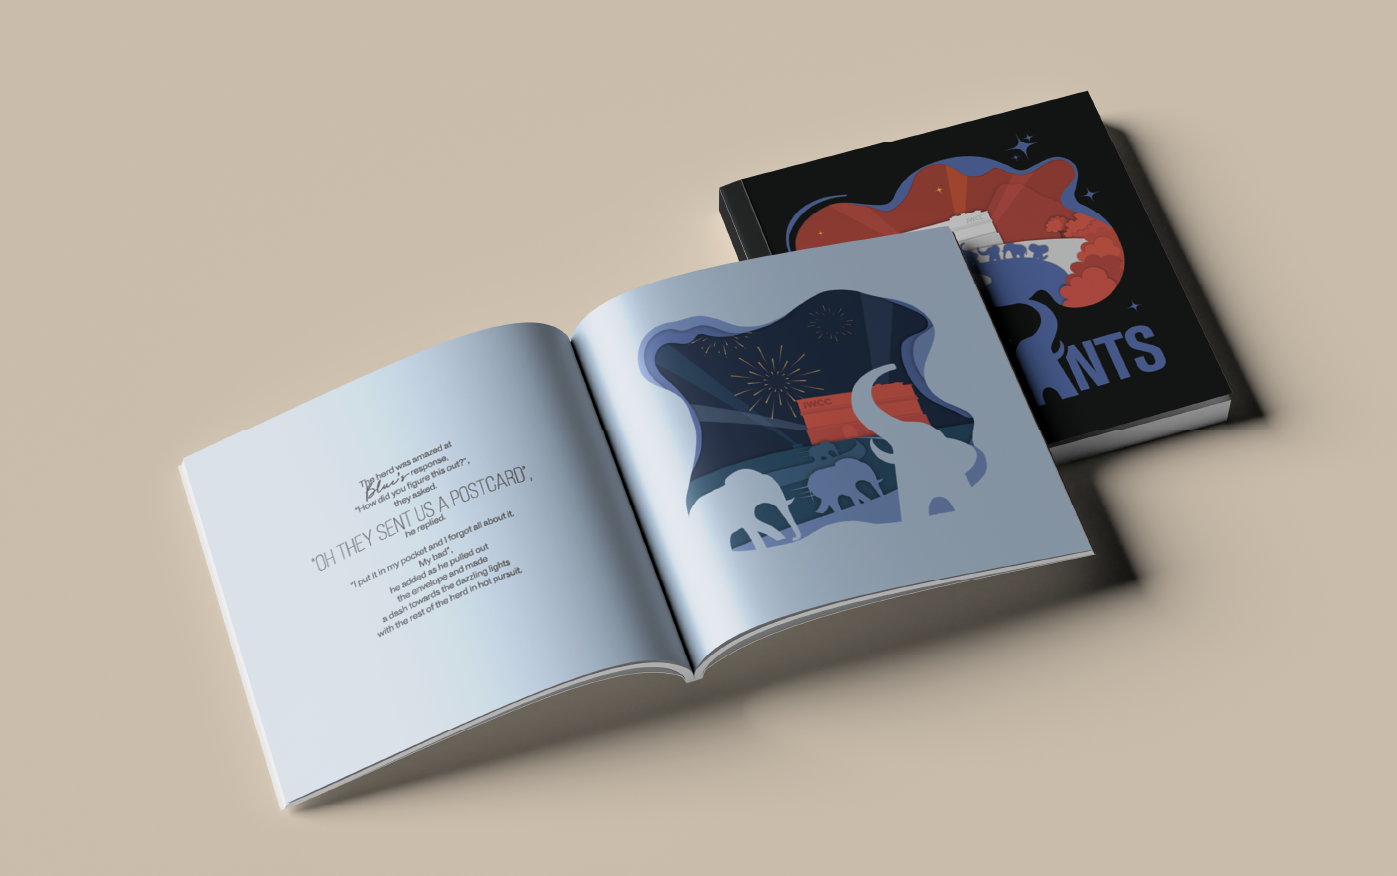 The herd was amazed at
Blue's response.
"How did you figure this out?",
they asked.
"OH THEY SENT US A POSTCARD",
he replied.
"I put it in my pocket and I forgot all about it.
My bad",
he added as he pulled out
the envelope and made
a dash towards the dazzling lights
with the rest of the herd in hot pursuit.
IWCC
NTS